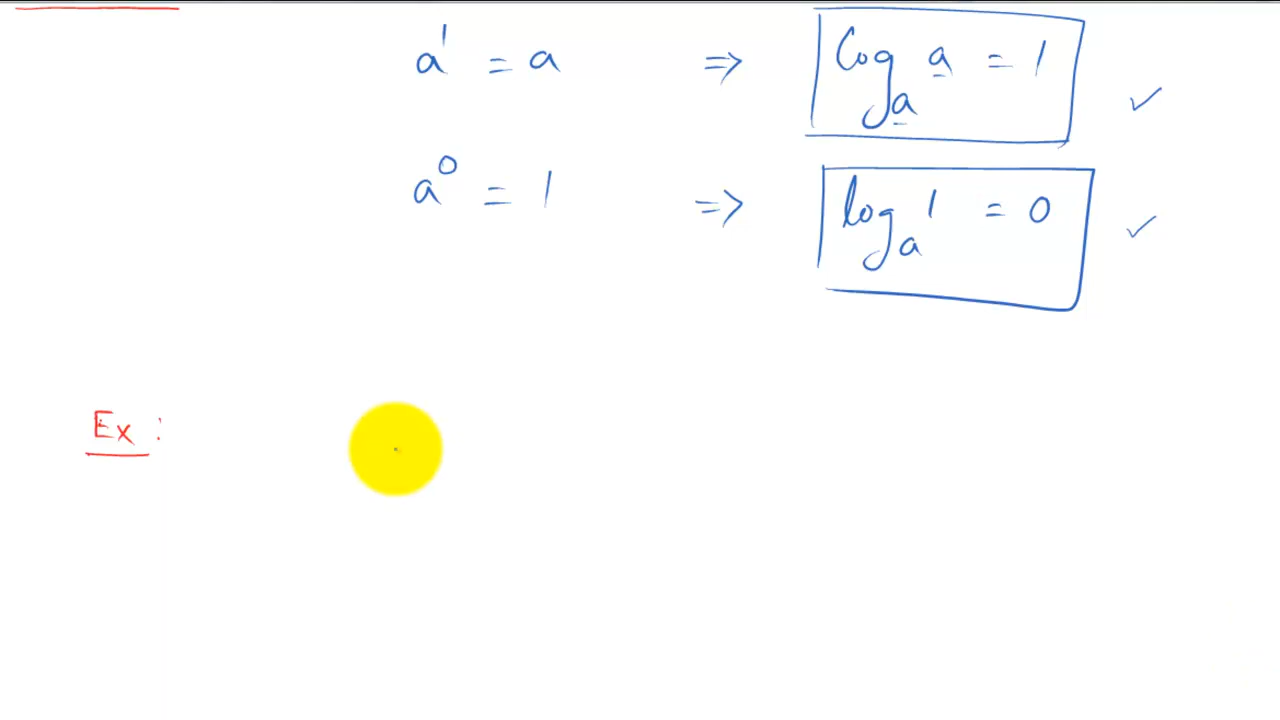 a¹ = a ⇒ log_a a = 1 ✓
a⁰ = 1 ⇒ log_a 1 = 0 ✓
Ex :